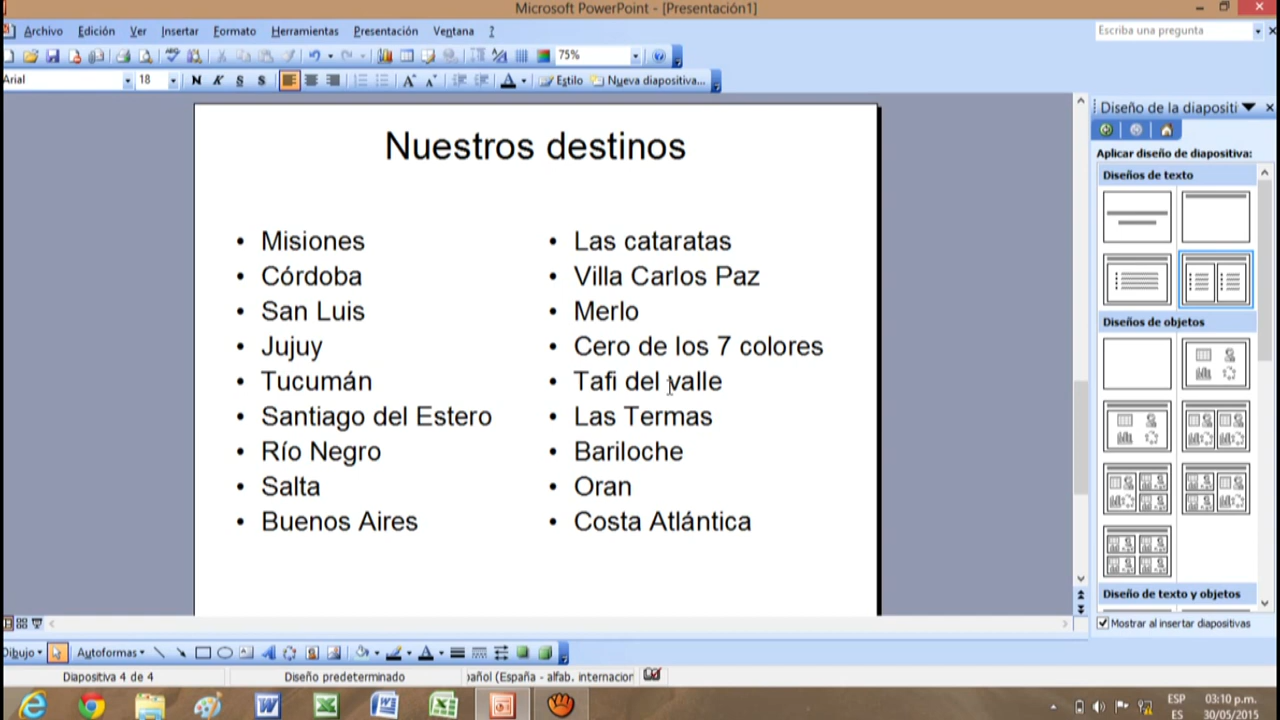 Microsoft PowerPoint - [Presentación1]
Archivo Edición Ver Insertar Formato Herramientas Presentación Ventana ? Escriba una pregunta
75%
Arial 18 N K S S Estilo Nueva diapositiva...
Nuestros destinos
• Misiones
• Córdoba
• San Luis
• Jujuy
• Tucumán
• Santiago del Estero
• Río Negro
• Salta
• Buenos Aires
• Las cataratas
• Villa Carlos Paz
• Merlo
• Cero de los 7 colores
• Tafi del valle
• Las Termas
• Bariloche
• Oran
• Costa Atlántica
Diseño de la diapositi
Aplicar diseño de diapositiva:
Diseños de texto
Diseños de objetos
Diseño de texto y objetos
Mostrar al insertar diapositivas
Dibujo Autoformas
Diapositiva 4 de 4 Diseño predeterminado pañol (España - alfab. internacion
ESP
ES
03:10 p.m.
30/05/2015